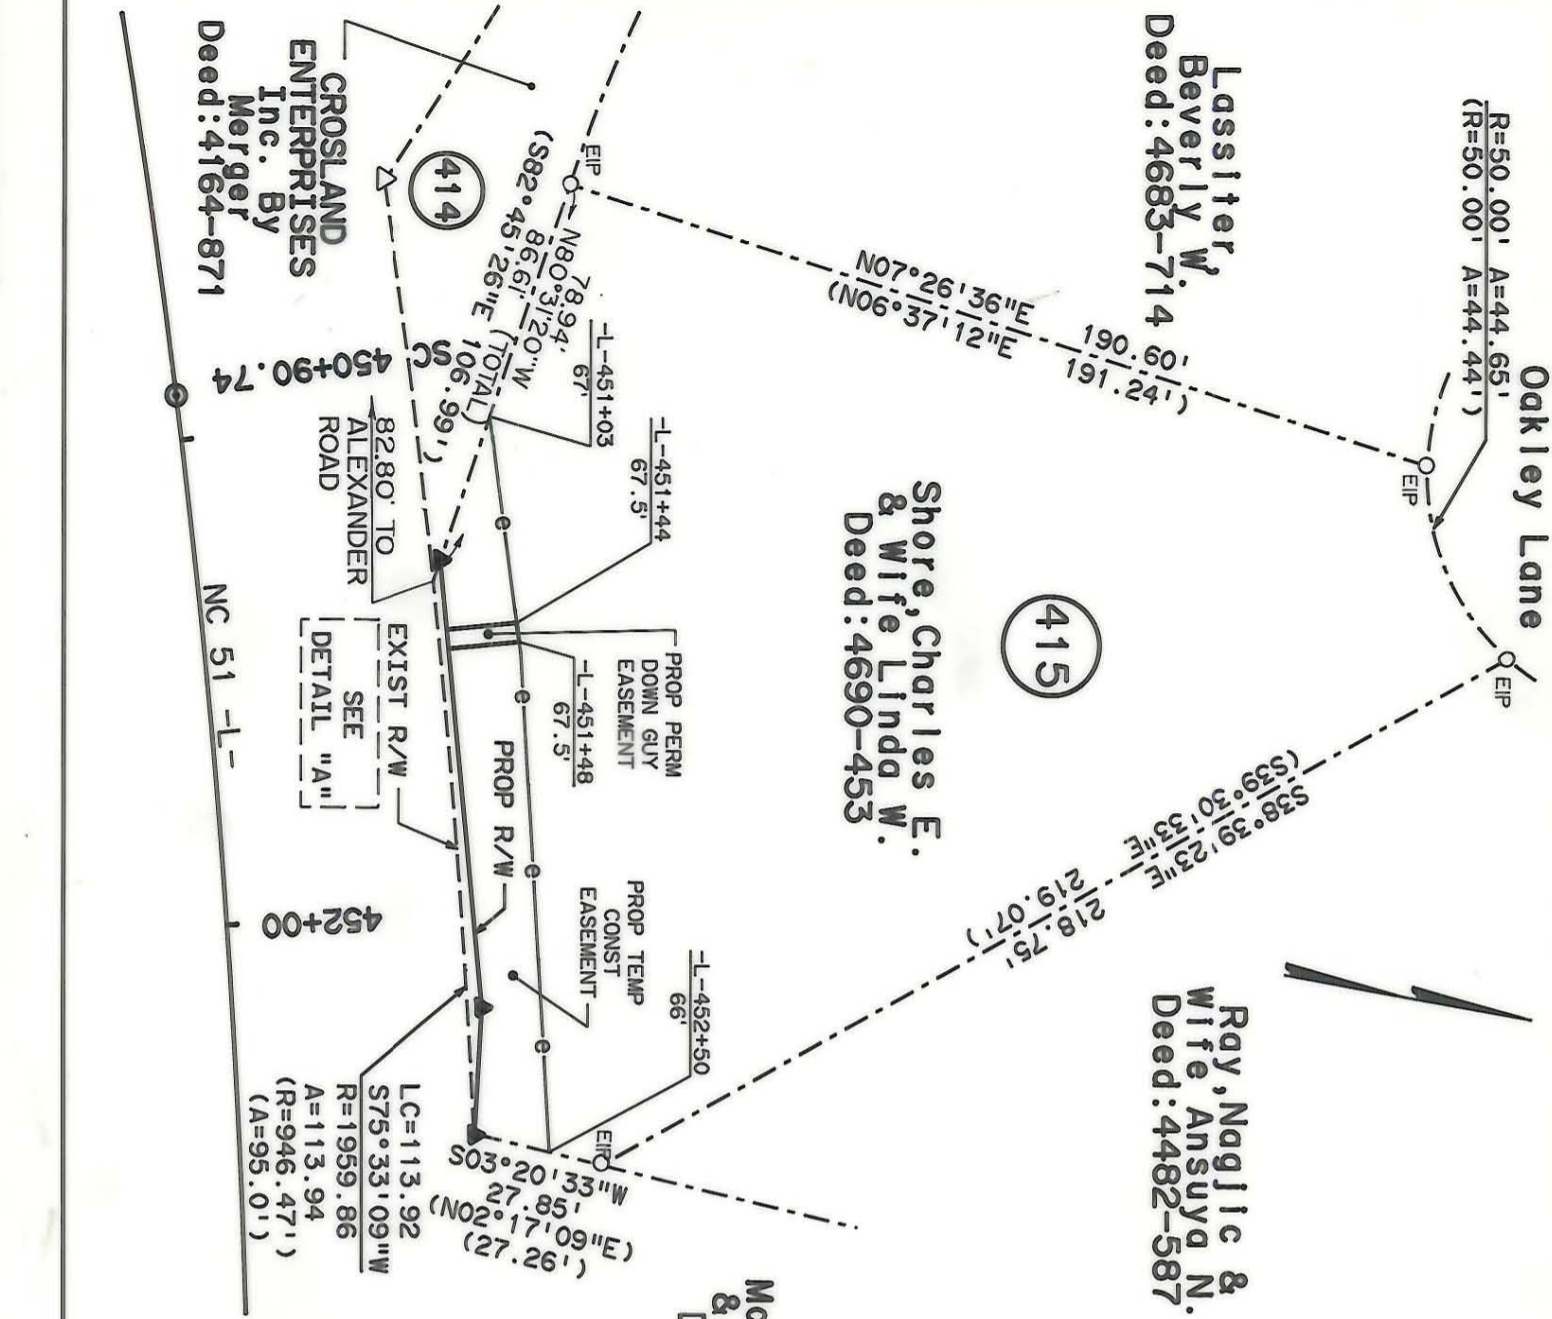 R=50.00' A=44.65'
(R=50.00' A=44.44')
Oakley Lane
Lassiter,
Beverly W.
Deed:4683-714
N07°26'36"E
190.60'
(N06°37'12"E
191.24')
EIP
EIP
EIP
EIP
CROSLAND
ENTERPRISES
Inc. By
Merger
Deed:4164-871
414
78.94'
N80°31'20"W
86.61'
(S82°45'26"E (TOTAL)
106.99')
-L-451+03
67'
-L-451+44
67.5'
SC
450+90.74
82.80' TO
ALEXANDER
ROAD
Shore,Charles E.
& Wife Linda W.
Deed:4690-453
415
PROP PERM
DOWN GUY
EASEMENT
-L-451+48
67.5'
e
e
e
e
NC 51 -L-
EXIST R/W
SEE
DETAIL "A"
PROP R/W
452+00
PROP TEMP
CONST
EASEMENT
-L-452+50
66'
S38°39'23"E
(S39°30'33"E
218.75'
219.07')
Ray,Nagjic &
Wife Ansuya N.
Deed:4482-587
S03°20'33"W
27.85'
(N02°17'09"E)
(27.26')
LC=113.92
S75°33'09"W
R=1959.86
A=113.94
(R=946.47')
(A=95.0')
&